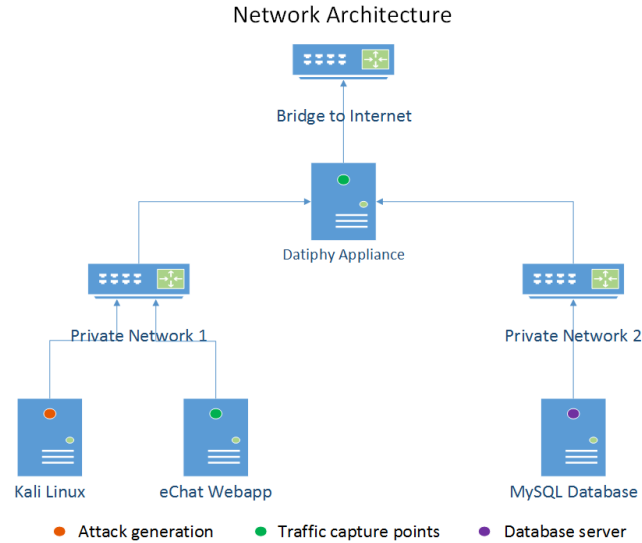 Network Architecture
Bridge to Internet
Datiphy Appliance
Private Network 1
Private Network 2
Kali Linux
eChat Webapp
MySQL Database
Attack generation
Traffic capture points
Database server